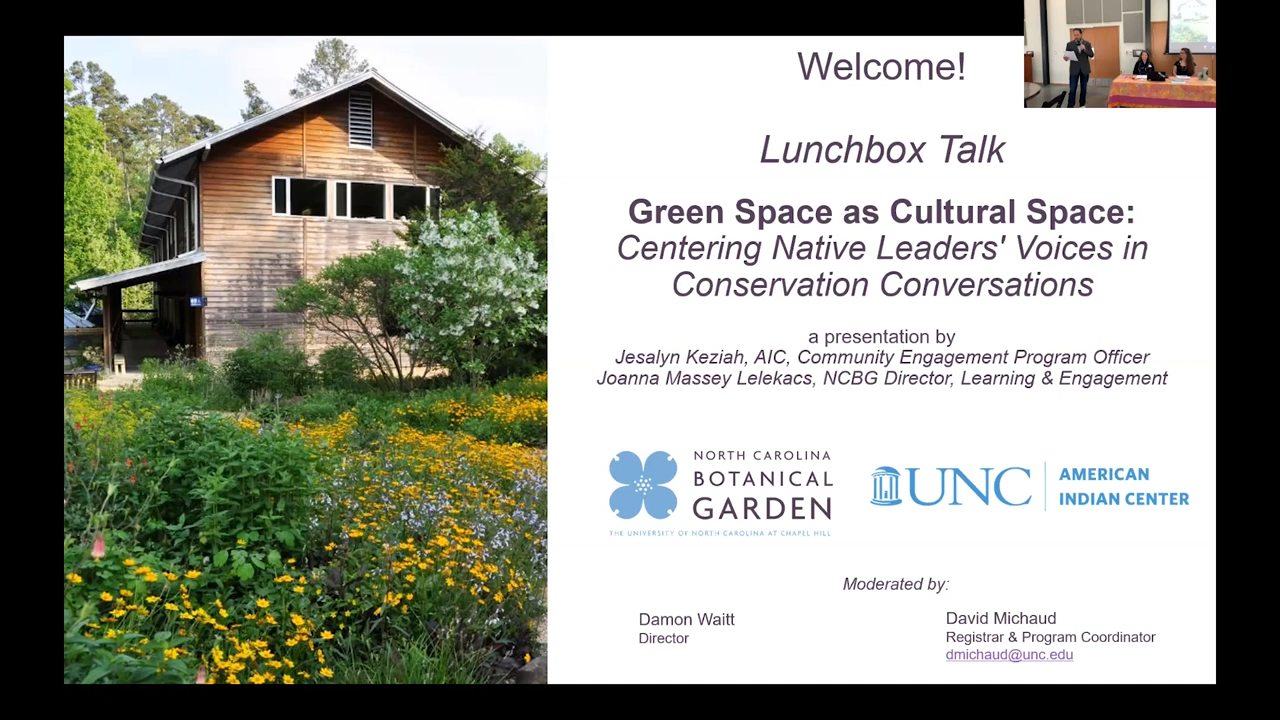 Welcome!
Lunchbox Talk
Green Space as Cultural Space:
Centering Native Leaders' Voices in
Conservation Conversations
a presentation by
Jesalyn Keziah, AIC, Community Engagement Program Officer
Joanna Massey Lelekacs, NCBG Director, Learning & Engagement
NORTH CAROLINA
BOTANICAL
GARDEN
THE UNIVERSITY OF NORTH CAROLINA AT CHAPEL HILL
UNC
AMERICAN
INDIAN CENTER
Moderated by:
Damon Waitt
Director
David Michaud
Registrar & Program Coordinator
dmichaud@unc.edu